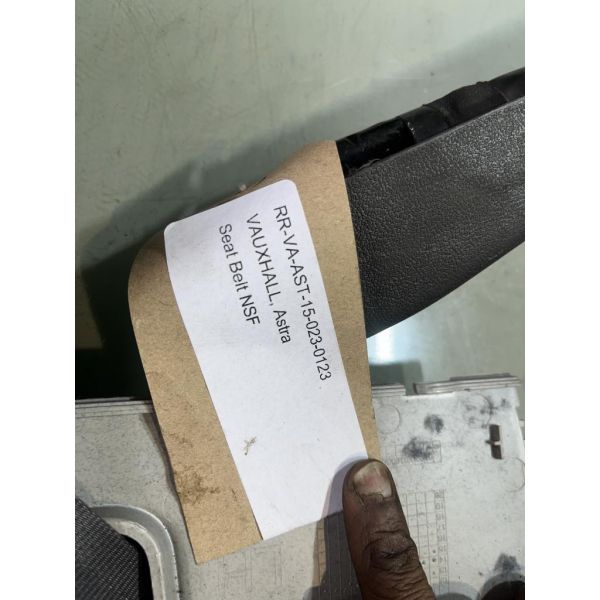 RR-VA-AST-15-023-0123
VAUXHALL, Astra
Seat Belt NSF